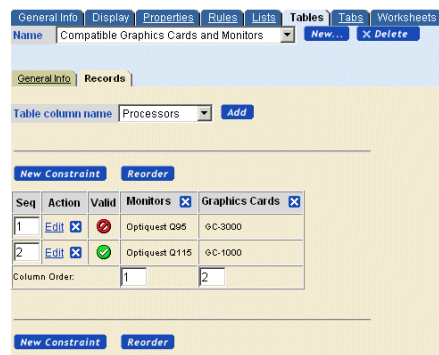 General Info Display Properties Rules Lists Tables Tabs Worksheets
Name Compatible Graphics Cards and Monitors New... X Delete
General Info Records
Table column name Processors Add
New Constraint Reorder
Seq Action Valid Monitors Graphics Cards
1 Edit Optiquest Q95 GC-3000
2 Edit Optiquest Q115 GC-1000
Column Order: 1 2
New Constraint Reorder